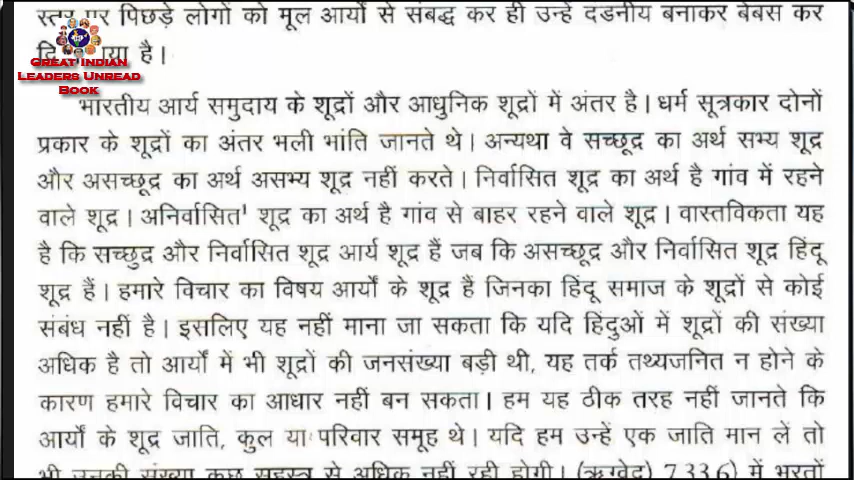 स्तर पर पिछड़े लोगों को मूल आर्यों से संबद्ध कर ही उन्हें दंडनीय बनाकर बेबस कर
है।
GREAT INDIAN
LEADERS UNREAD
BOOK
भारतीय आर्य समुदाय के शूद्रों और आधुनिक शूद्रों में अंतर है। धर्म सूत्रकार दोनों
प्रकार के शूद्रों का अंतर भली भांति जानते थे। अन्यथा वे सच्छूद्र का अर्थ सभ्य शूद्र
और असच्छूद्र का अर्थ असभ्य शूद्र नहीं करते। निर्वासित शूद्र का अर्थ है गांव में रहने
वाले शूद्र। अनिर्वासित' शूद्र का अर्थ है गांव से बाहर रहने वाले शूद्र। वास्तविकता यह
है कि सच्छुद्र और निर्वासित शूद्र आर्य शूद्र हैं जब कि असच्छूद्र और निर्वासित शूद्र हिंदू
शूद्र हैं। हमारे विचार का विषय आर्यों के शूद्र हैं जिनका हिंदू समाज के शूद्रों से कोई
संबंध नहीं है। इसलिए यह नहीं माना जा सकता कि यदि हिंदुओं में शूद्रों की संख्या
अधिक है तो आर्यों में भी शूद्रों की जनसंख्या बड़ी थी, यह तर्क तथ्यजनित न होने के
कारण हमारे विचार का आधार नहीं बन सकता। हम यह ठीक तरह नहीं जानते कि
आर्यों के शूद्र जाति, कुल या परिवार समूह थे। यदि हम उन्हें एक जाति मान लें तो
भी उनकी संख्या कुछ सहस्त्र से अधिक नहीं रही होगी। (ऋग्वेद) 7.33.6) में भरतों